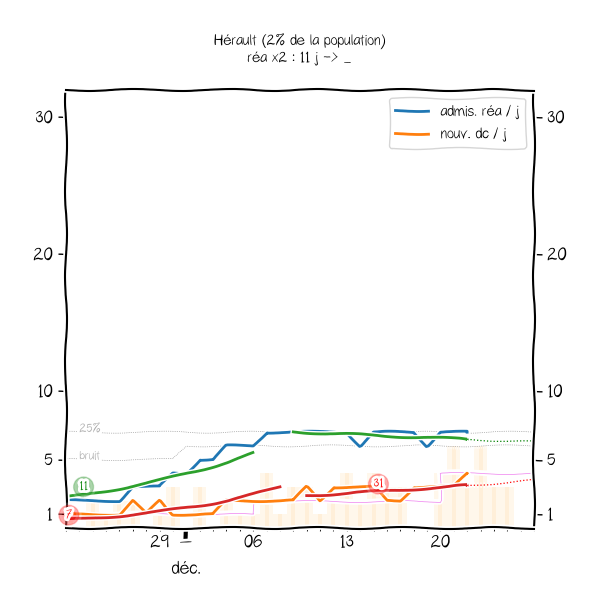 Hérault (2% de la population)
réa x2 : 11 j -> _
admis. réa / j
nouv. dc / j
30 30
20 20
10 10
25%
bruit
5 5
11
31
7
1 1
29 06 13 20
déc.